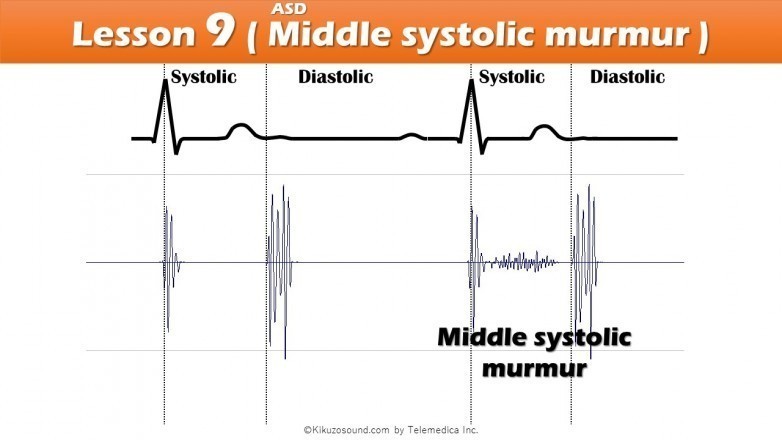 ASD
Lesson 9 ( Middle systolic murmur )
Systolic Diastolic Systolic Diastolic
Middle systolic
murmur
©Kikuzosound.com by Telemedica Inc.